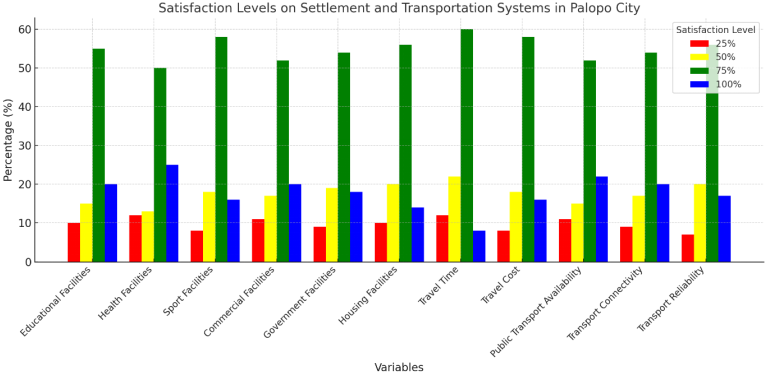 Satisfaction Levels on Settlement and Transportation Systems in Palopo City
Satisfaction Level
25%
50%
75%
100%
Percentage (%)
60
50
40
30
20
10
0
Educational Facilities
Health Facilities
Sport Facilities
Commercial Facilities
Government Facilities
Housing Facilities
Travel Time
Travel Cost
Public Transport Availability
Transport Connectivity
Transport Reliability
Variables